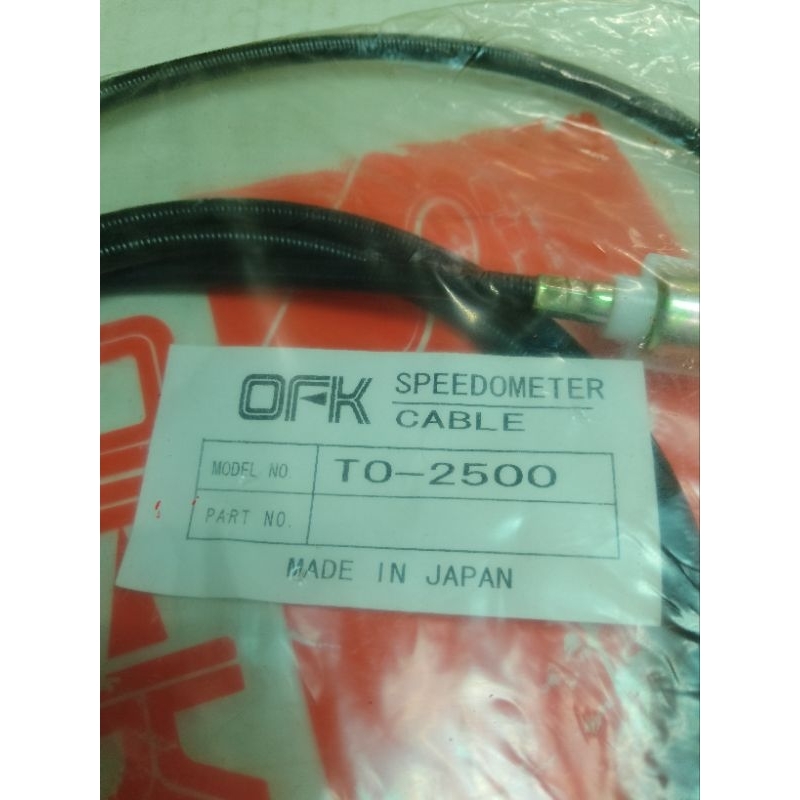 OFK SPEEDOMETER
CABLE
MODEL NO. TO-2500
PART NO.
MADE IN JAPAN